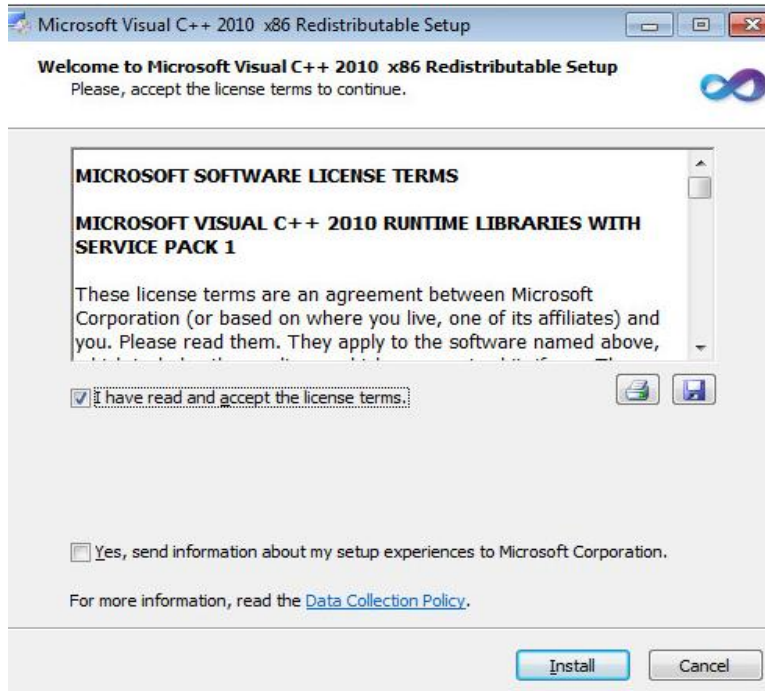 Microsoft Visual C++ 2010 x86 Redistributable Setup
Welcome to Microsoft Visual C++ 2010 x86 Redistributable Setup
Please, accept the license terms to continue.
MICROSOFT SOFTWARE LICENSE TERMS
MICROSOFT VISUAL C++ 2010 RUNTIME LIBRARIES WITH
SERVICE PACK 1
These license terms are an agreement between Microsoft
Corporation (or based on where you live, one of its affiliates) and
you. Please read them. They apply to the software named above,
I have read and accept the license terms.
Yes, send information about my setup experiences to Microsoft Corporation.
For more information, read the Data Collection Policy.
Install
Cancel